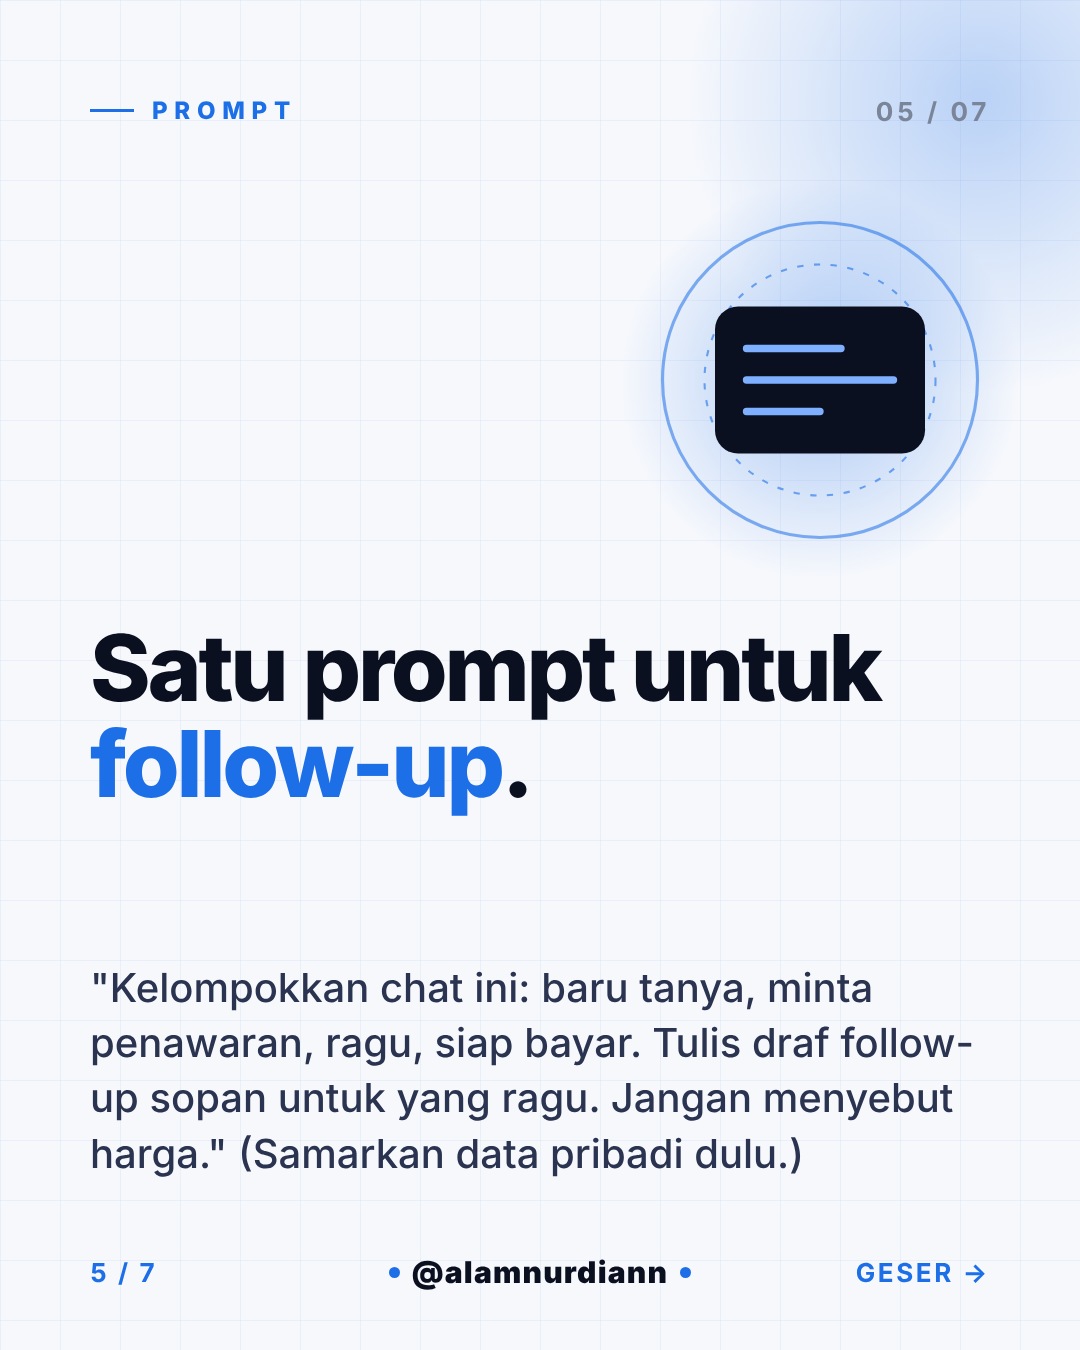 PROMPT
05 / 07
Satu prompt untuk
follow-up.
"Kelompokkan chat ini: baru tanya, minta
penawaran, ragu, siap bayar. Tulis draf follow-
up sopan untuk yang ragu. Jangan menyebut
harga." (Samarkan data pribadi dulu.)
5 / 7
• @alamnurdiann •
GESER →